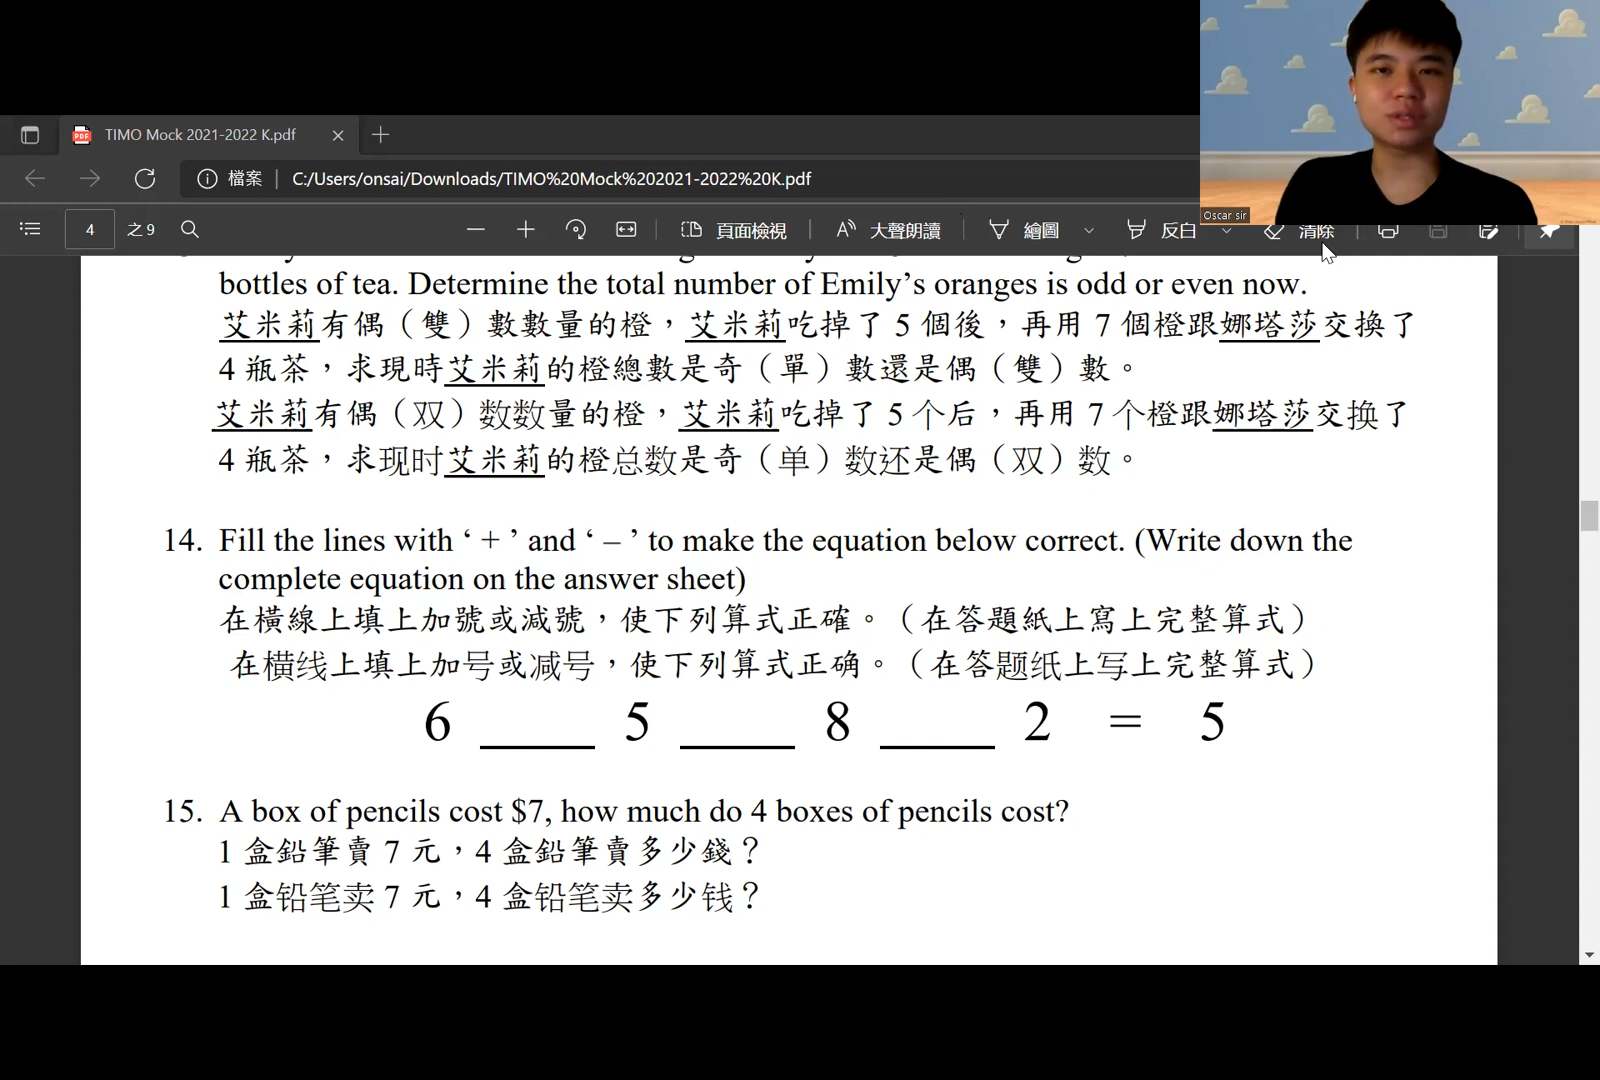 Oscar sir
TIMO Mock 2021-2022 K.pdf
檔案 C:/Users/onsai/Downloads/TIMO%20Mock%202021-2022%20K.pdf
4 之 9 頁面檢視 大聲朗讀 繪圖 反白 清除
bottles of tea. Determine the total number of Emily’s oranges is odd or even now.
艾米莉有偶（雙）數數量的橙，艾米莉吃掉了 5 個後，再用 7 個橙跟娜塔莎交換了
4 瓶茶，求現時艾米莉的橙總數是奇（單）數還是偶（雙）數。
艾米莉有偶（双）数数量的橙，艾米莉吃掉了 5 个后，再用 7 个橙跟娜塔莎交换了
4 瓶茶，求现时艾米莉的橙总数是奇（单）数还是偶（双）数。
14. Fill the lines with ‘ + ’ and ‘ – ’ to make the equation below correct. (Write down the
complete equation on the answer sheet)
在橫線上填上加號或減號，使下列算式正確。（在答題紙上寫上完整算式）
在横线上填上加号或减号，使下列算式正确。（在答题纸上写上完整算式）
6 ____ 5 ____ 8 ____ 2 = 5
15. A box of pencils cost $7, how much do 4 boxes of pencils cost?
1 盒鉛筆賣 7 元，4 盒鉛筆賣多少錢？
1 盒铅笔卖 7 元，4 盒铅笔卖多少钱？